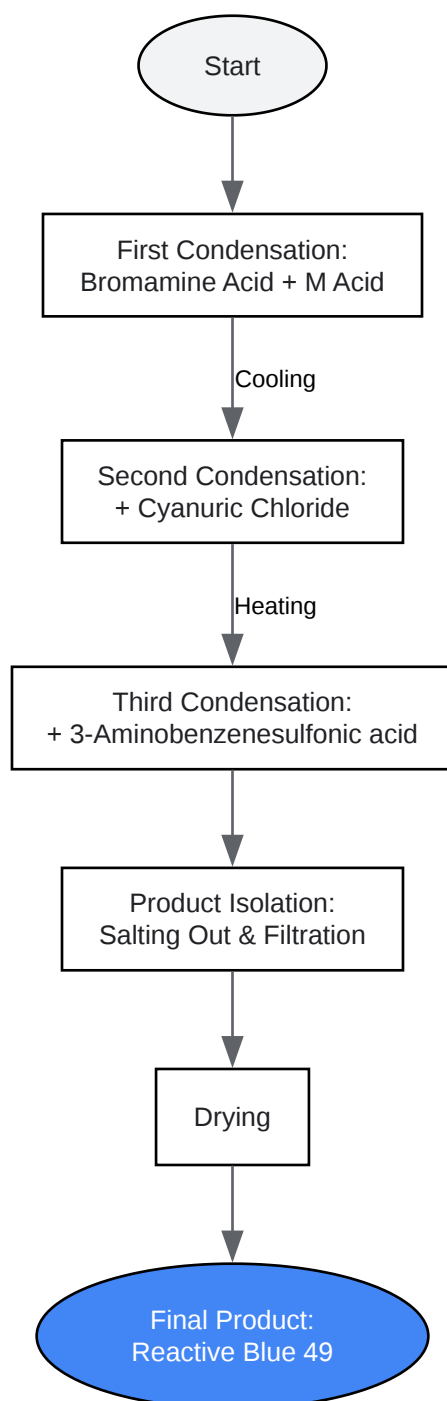 Start
First Condensation:
Bromamine Acid + M Acid
Cooling
Second Condensation:
+ Cyanuric Chloride
Heating
Third Condensation:
+ 3-Aminobenzenesulfonic acid
Product Isolation:
Salting Out & Filtration
Drying
Final Product:
Reactive Blue 49